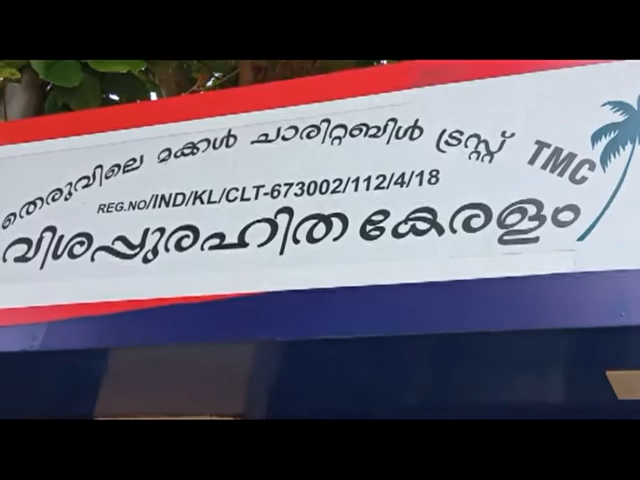 തെരുവിലെ മക്കൾ ചാരിറ്റബിൾ ട്രസ്റ്റ് TMC
REG.NO/IND/KL/CLT-673002/112/4/18
വിശപ്പുരഹിത കേരളം